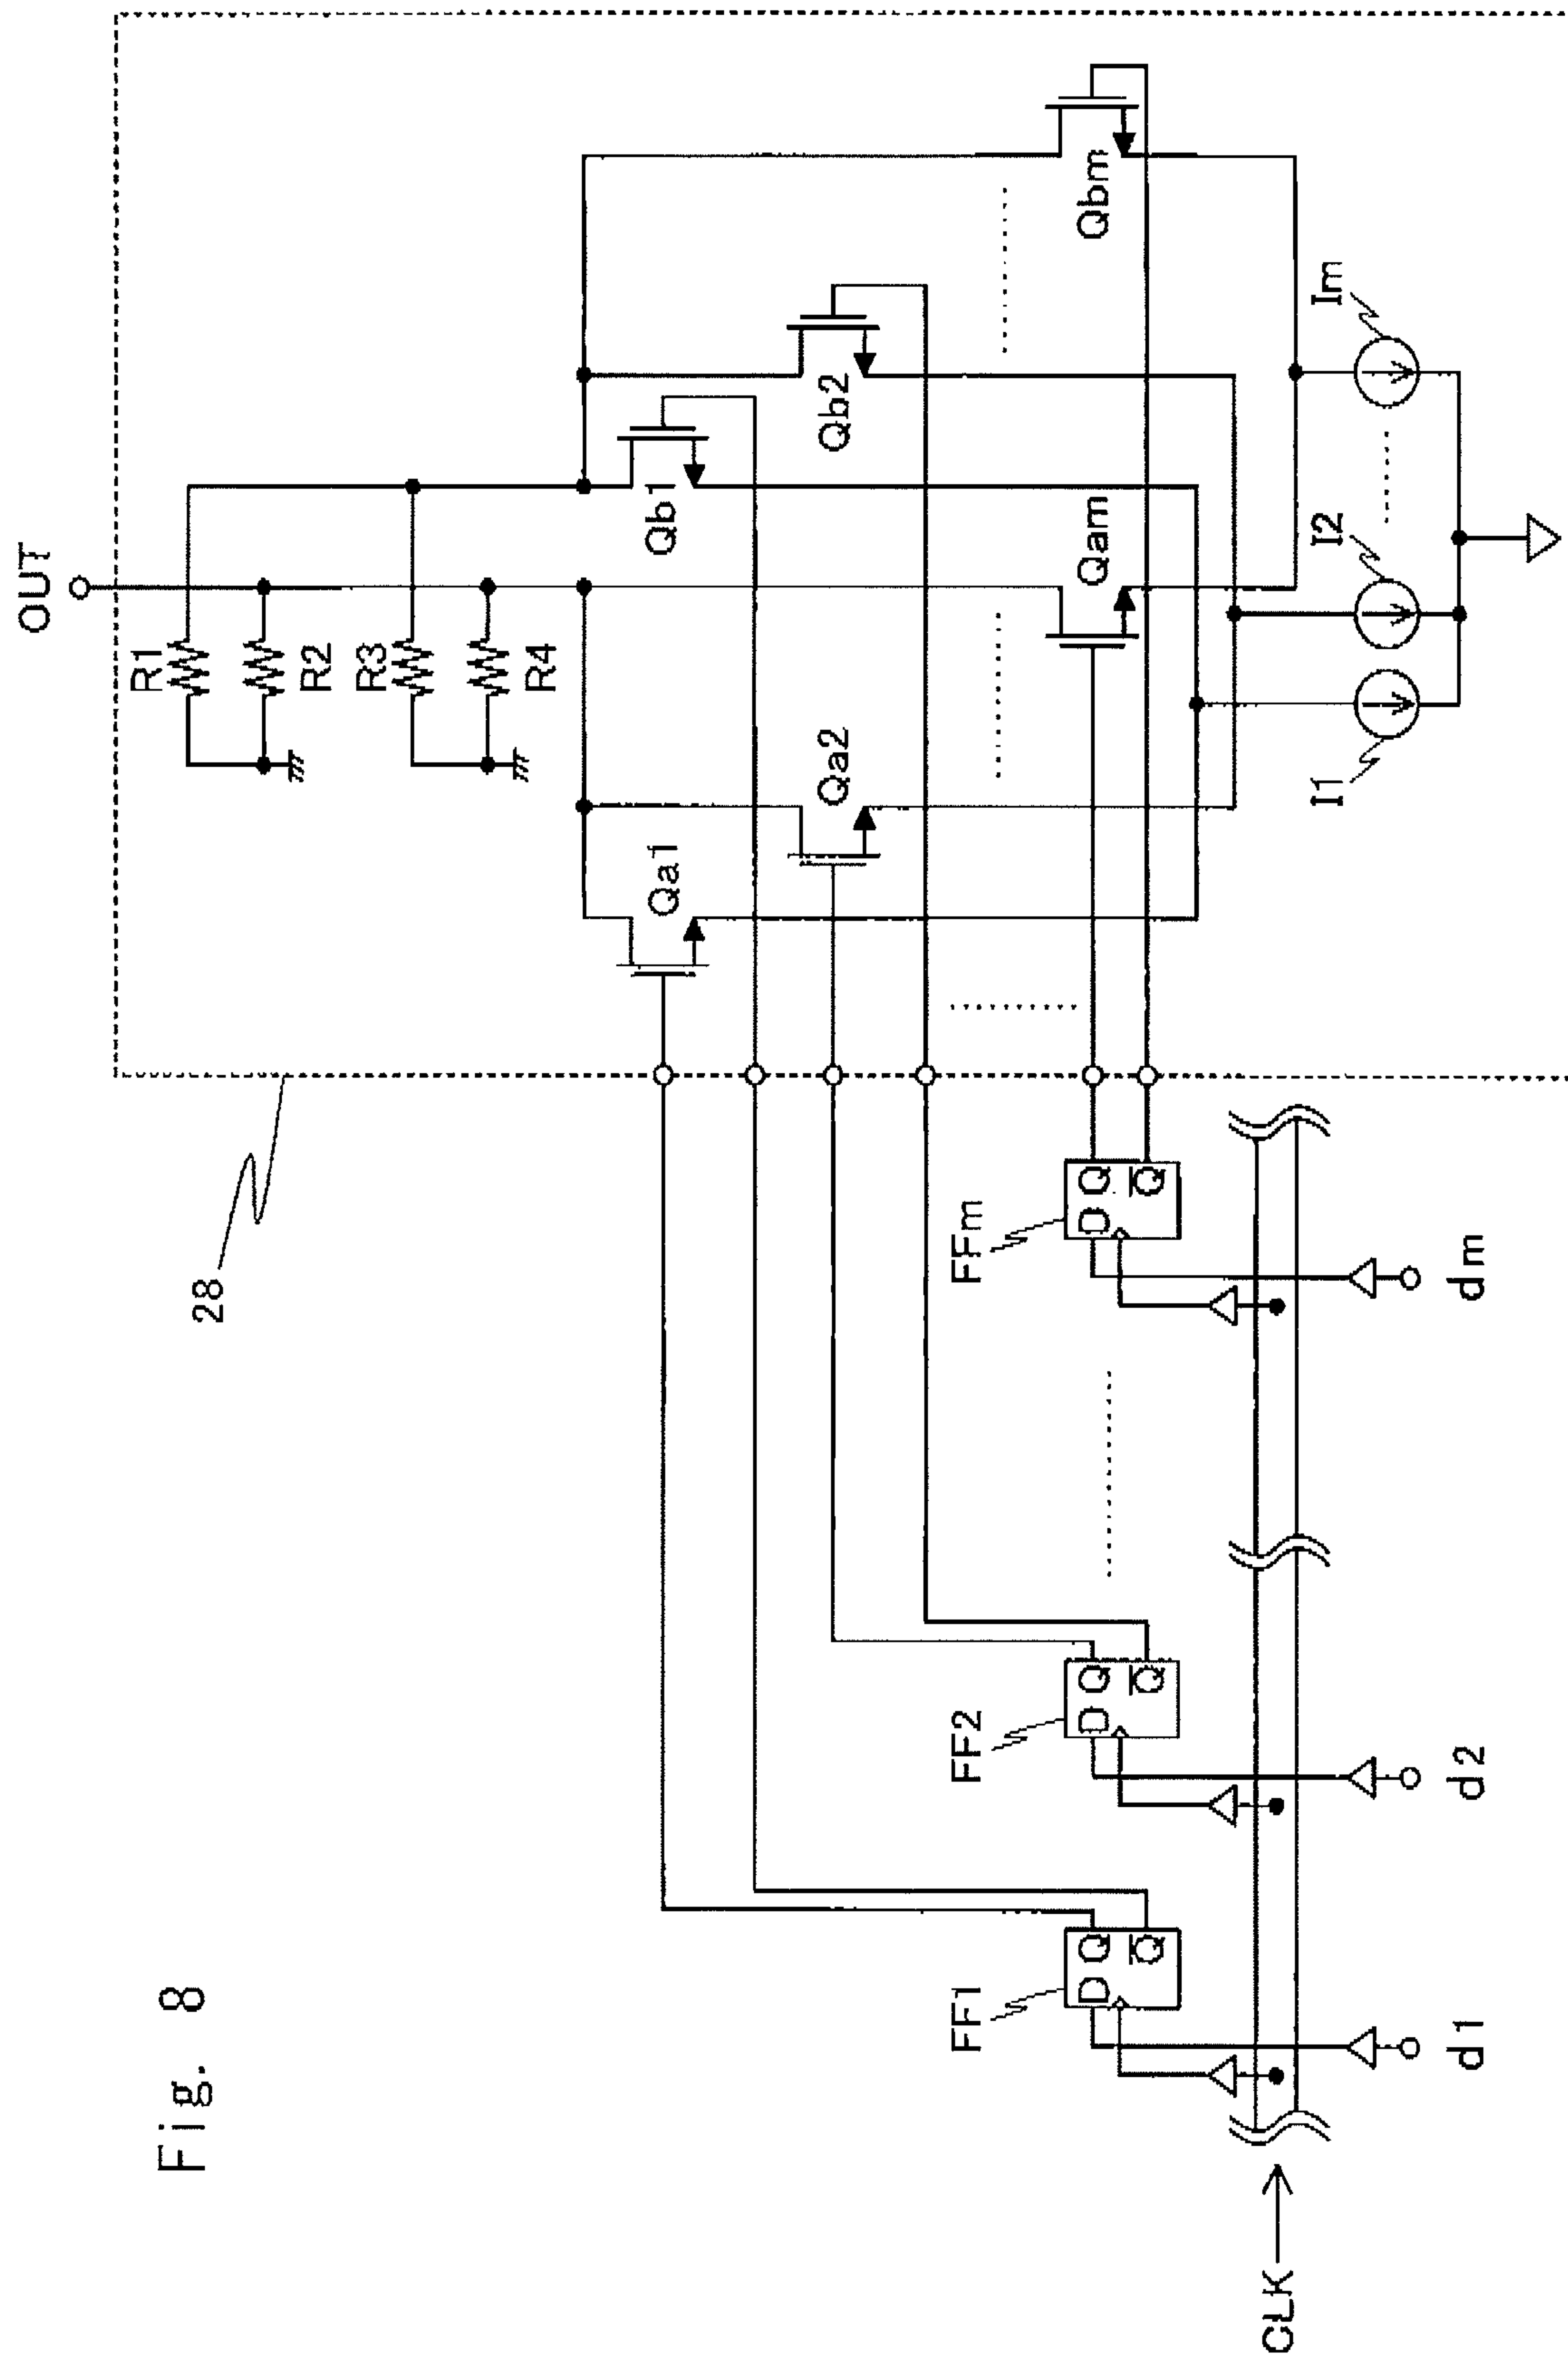 Fig. 8
28
OUT
R1
R2
R3
R4
Qa1
Qb1
Qa2
Qb2
Qam
Qbm
FF1
D Q
Q̅
FF2
D Q
Q̅
FFm
D Q
Q̅
I1
I2
Im
CLK
d1
d2
dm